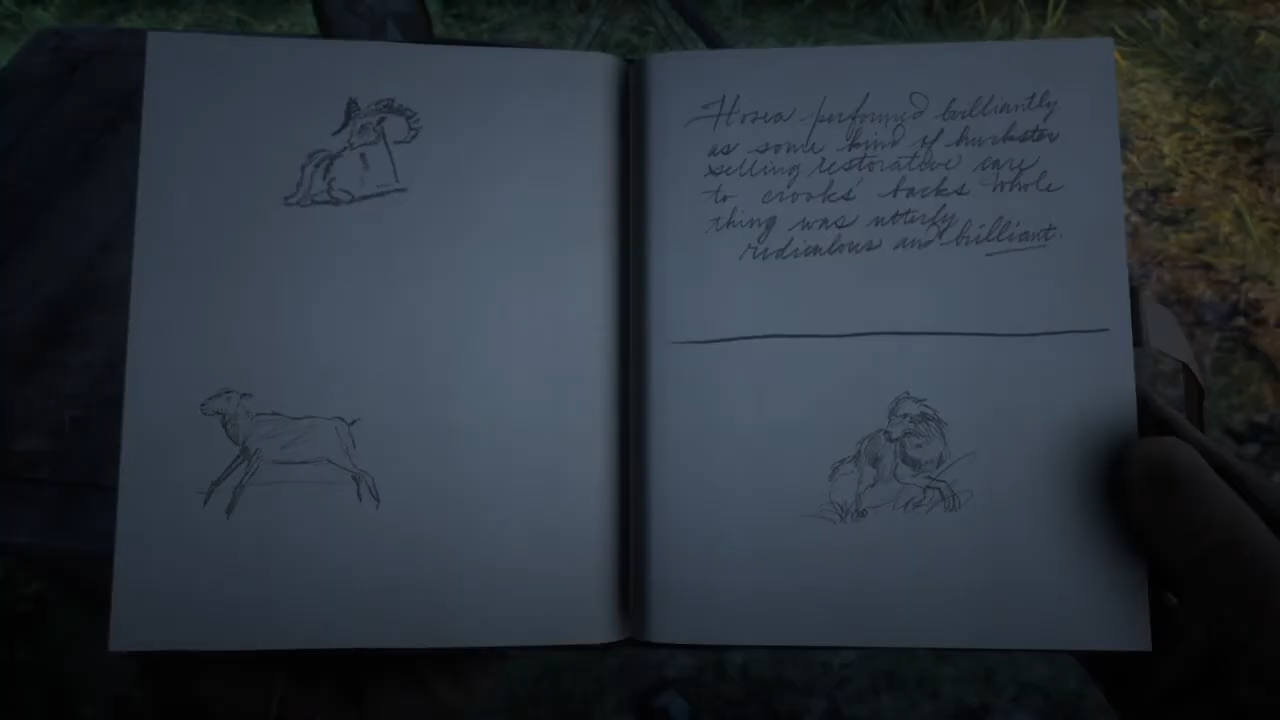 Hosea performed brilliantly
as some kind of huckster
selling restorative care
to crooks' backs whole
thing was utterly
ridiculous and brilliant.